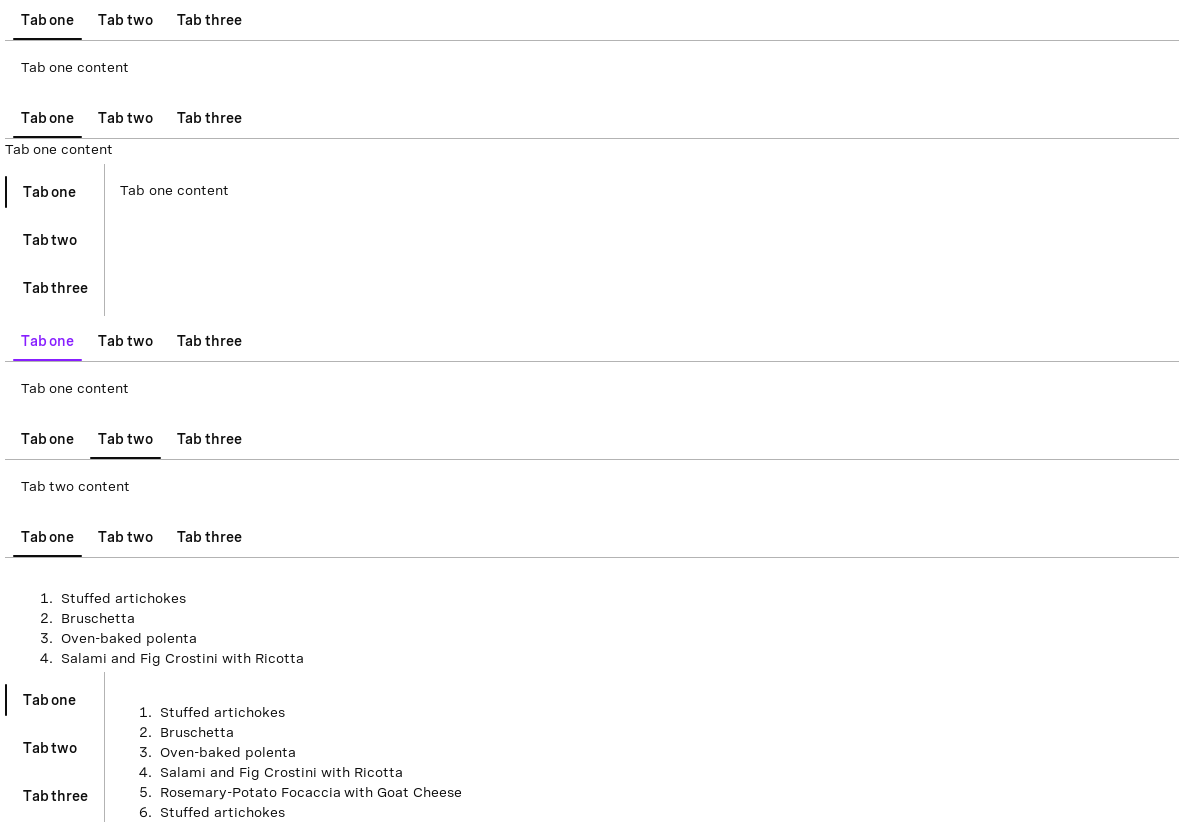 Tab one Tab two Tab three
Tab one content
Tab one Tab two Tab three
Tab one content
Tab one
Tab two
Tab three
Tab one content
Tab one Tab two Tab three
Tab one content
Tab one Tab two Tab three
Tab two content
Tab one Tab two Tab three
1. Stuffed artichokes
2. Bruschetta
3. Oven-baked polenta
4. Salami and Fig Crostini with Ricotta
Tab one
Tab two
Tab three
1. Stuffed artichokes
2. Bruschetta
3. Oven-baked polenta
4. Salami and Fig Crostini with Ricotta
5. Rosemary-Potato Focaccia with Goat Cheese
6. Stuffed artichokes